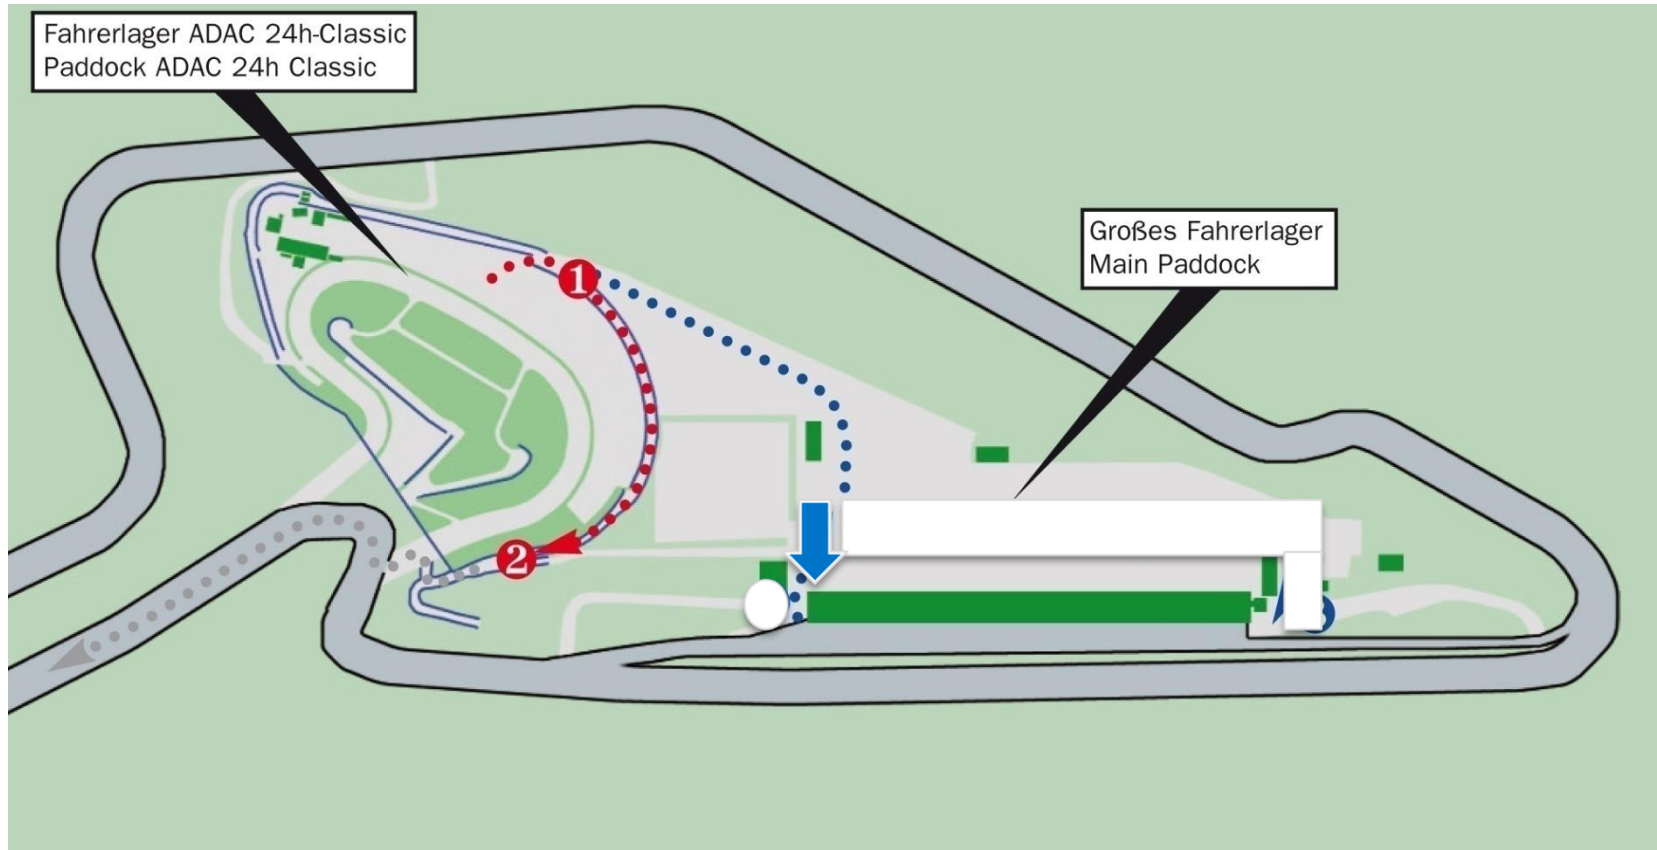 Fahrerlager ADAC 24h-Classic
Paddock ADAC 24h Classic
Großes Fahrerlager
Main Paddock
1
2